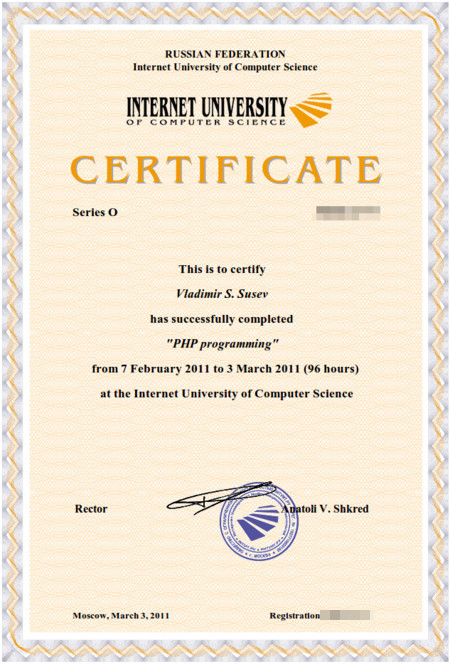 RUSSIAN FEDERATION
Internet University of Computer Science
INTERNET UNIVERSITY
OF COMPUTER SCIENCE
CERTIFICATE
Series O
This is to certify
Vladimir S. Susev
has successfully completed
"PHP programming"
from 7 February 2011 to 3 March 2011 (96 hours)
at the Internet University of Computer Science
Rector
Anatoli V. Shkred
МОСКВА
Moscow, March 3, 2011
Registration